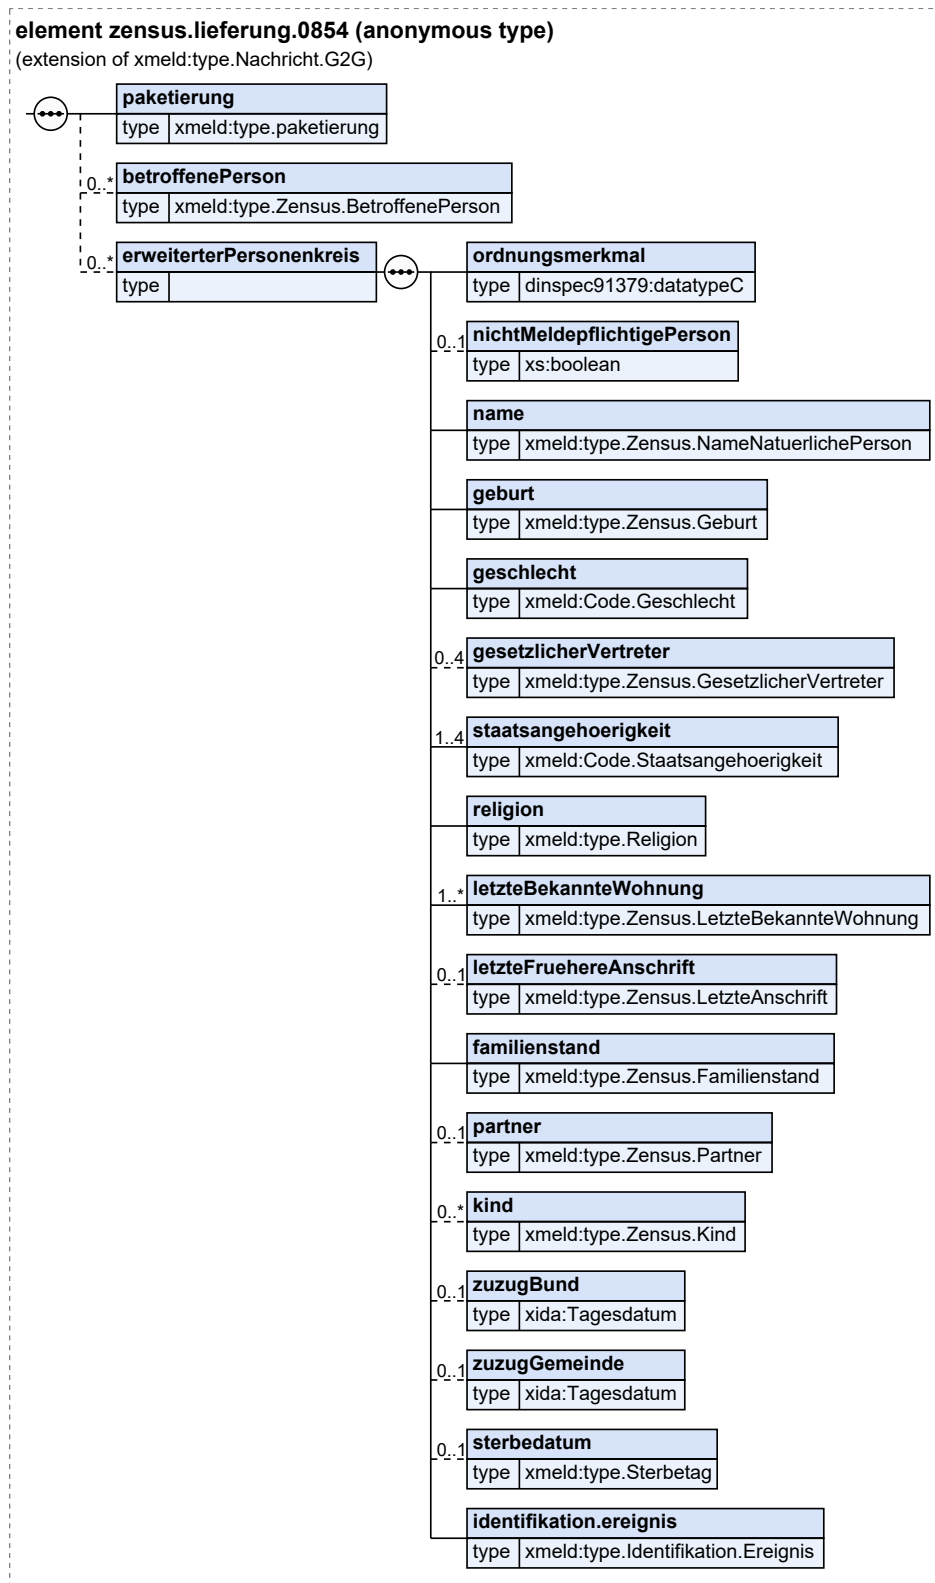 element zensus.lieferung.0854 (anonymous type)
(extension of xmeld:type.Nachricht.G2G)
paketierung
type xmeld:type.paketierung
0..* betroffenePerson
type xmeld:type.Zensus.BetroffenePerson
0..* erweiterterPersonenkreis
type
ordnungsmerkmal
type dinspec91379:datatypeC
0..1 nichtMeldepflichtigePerson
type xs:boolean
name
type xmeld:type.Zensus.NameNatuerlichePerson
geburt
type xmeld:type.Zensus.Geburt
geschlecht
type xmeld:Code.Geschlecht
0..4 gesetzlicherVertreter
type xmeld:type.Zensus.GesetzlicherVertreter
1..4 staatsangehoerigkeit
type xmeld:Code.Staatsangehoerigkeit
religion
type xmeld:type.Religion
1..* letzteBekannteWohnung
type xmeld:type.Zensus.LetzteBekannteWohnung
0..1 letzteFruehereAnschrift
type xmeld:type.Zensus.LetzteAnschrift
familienstand
type xmeld:type.Zensus.Familienstand
0..1 partner
type xmeld:type.Zensus.Partner
0..* kind
type xmeld:type.Zensus.Kind
0..1 zuzugBund
type xida:Tagesdatum
0..1 zuzugGemeinde
type xida:Tagesdatum
0..1 sterbedatum
type xmeld:type.Sterbetag
identifikation.ereignis
type xmeld:type.Identifikation.Ereignis